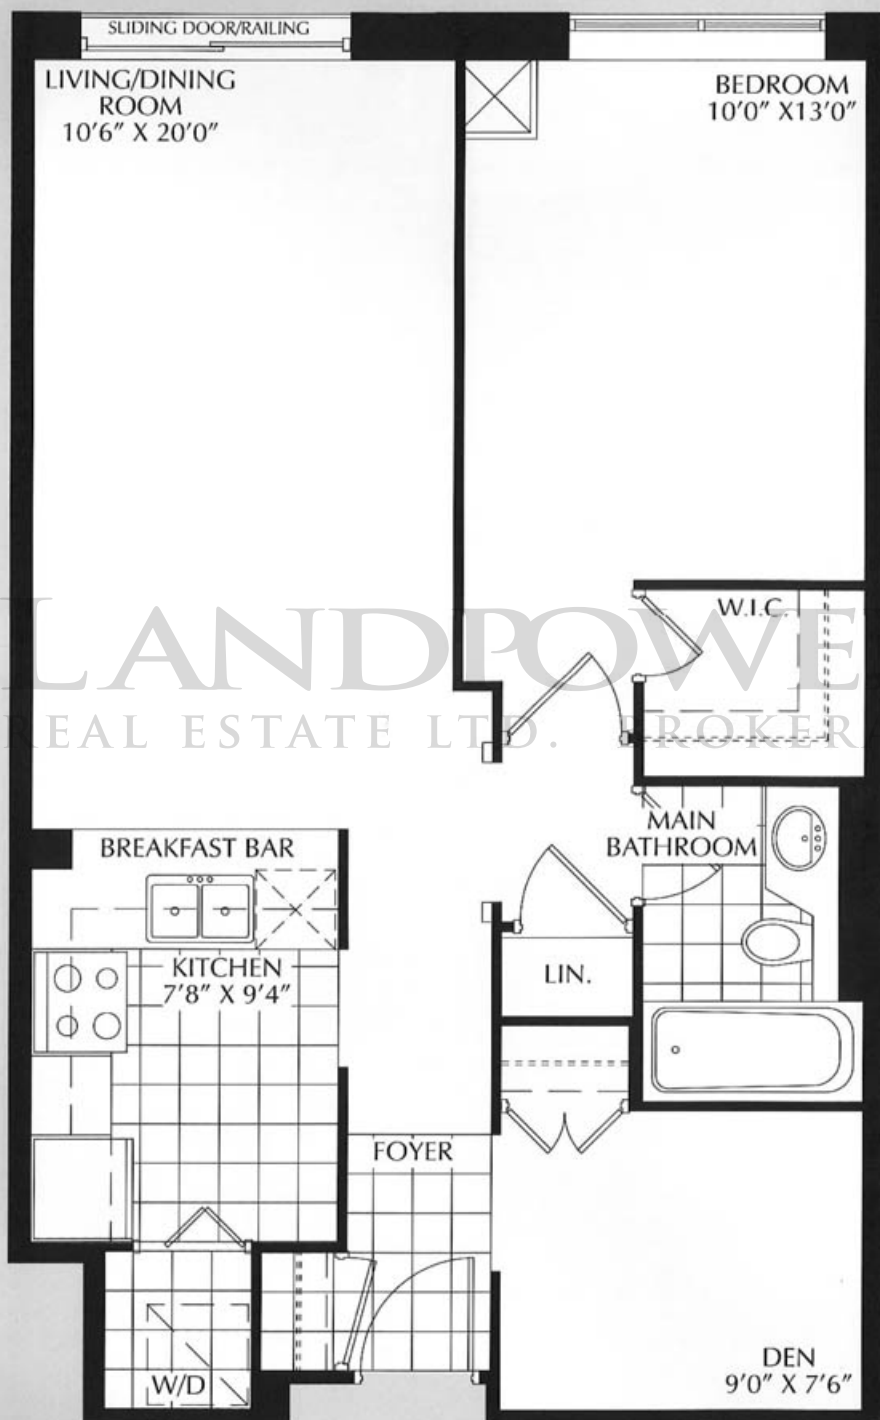 SLIDING DOOR/RAILING
LIVING/DINING
ROOM
10'6" X 20'0"
BEDROOM
10'0" X13'0"
W.I.C.
LANDPOWE
REAL ESTATE LTD. BROKERA
MAIN
BATHROOM
BREAKFAST BAR
KITCHEN
7'8" X 9'4"
LIN.
FOYER
W/D
DEN
9'0" X 7'6"